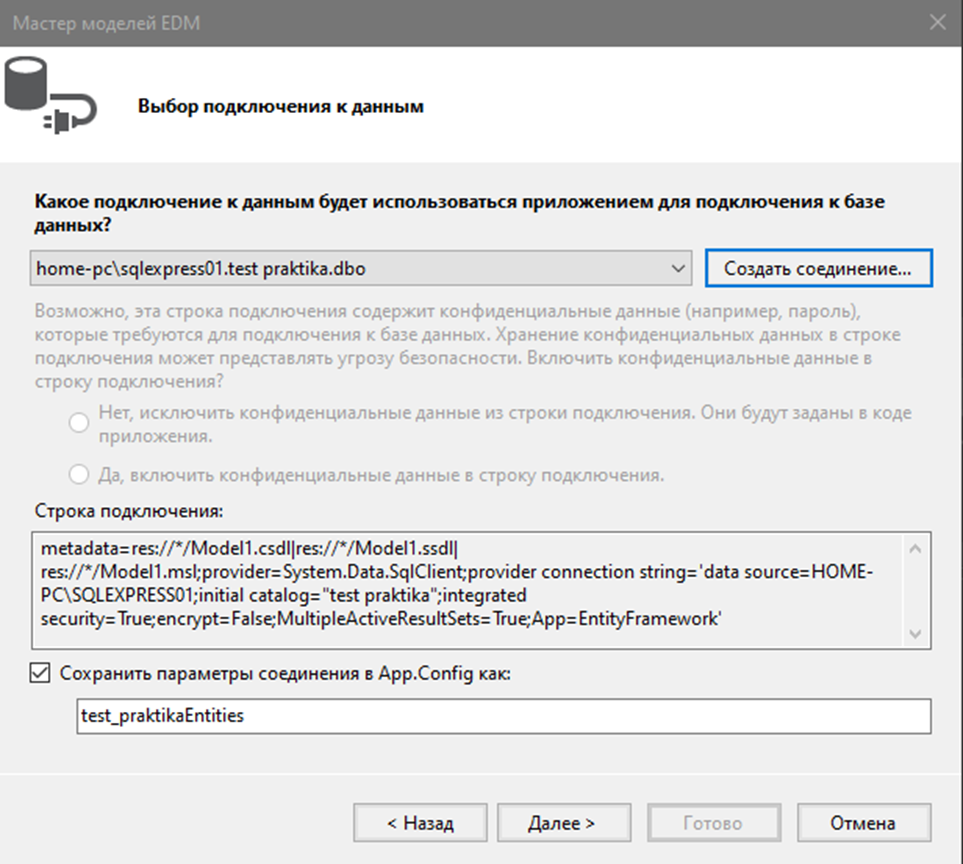 Мастер моделей EDM
Выбор подключения к данным
Какое подключение к данным будет использоваться приложением для подключения к базе
данных?
home-pc\sqlexpress01.test praktika.dbo
Создать соединение...
Возможно, эта строка подключения содержит конфиденциальные данные (например, пароль),
которые требуются для подключения к базе данных. Хранение конфиденциальных данных в строке
подключения может представлять угрозу безопасности. Включить конфиденциальные данные в
строку подключения?
Нет, исключить конфиденциальные данные из строки подключения. Они будут заданы в коде
приложения.
Да, включить конфиденциальные данные в строку подключения.
Строка подключения:
metadata=res://*/Model1.csdl|res://*/Model1.ssdl|
res://*/Model1.msl;provider=System.Data.SqlClient;provider connection string='data source=HOME-
PC\SQLEXPRESS01;initial catalog="test praktika";integrated
security=True;encrypt=False;MultipleActiveResultSets=True;App=EntityFramework'
Сохранить параметры соединения в App.Config как:
test_praktikaEntities
< Назад
Далее >
Готово
Отмена